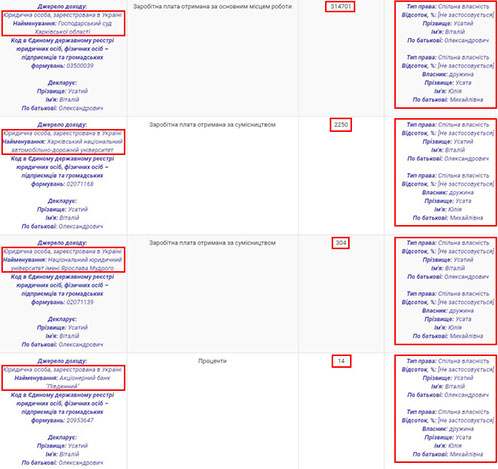 Джерело доходу:
Юридична особа, зареєстрована в Україні
Найменування: Господарський суд
Харківської області
Код в Єдиному державному реєстрі
юридичних осіб, фізичних осіб –
підприємців та громадських
формувань: 03500039
Декларує:
Прізвище: Усатий
Ім'я: Віталій
По батькові: Олександрович
Заробітна плата отримана за основним місцем роботи
314701
Тип права: Спільна власність
Відсоток, %: [Не застосовується]
Прізвище: Усатий
Ім'я: Віталій
По батькові: Олександрович
Тип права: Спільна власність
Відсоток, %: [Не застосовується]
Власник: дружина
Прізвище: Усата
Ім'я: Юлія
По батькові: Михайлівна
Джерело доходу:
Юридична особа, зареєстрована в Україні
Найменування: Харківський національний
автомобільно-дорожній університет
Код в Єдиному державному реєстрі
юридичних осіб, фізичних осіб –
підприємців та громадських
формувань: 02071168
Декларує:
Прізвище: Усатий
Ім'я: Віталій
По батькові: Олександрович
Заробітна плата отримана за сумісництвом
2250
Тип права: Спільна власність
Відсоток, %: [Не застосовується]
Прізвище: Усатий
Ім'я: Віталій
По батькові: Олександрович
Тип права: Спільна власність
Відсоток, %: [Не застосовується]
Власник: дружина
Прізвище: Усата
Ім'я: Юлія
По батькові: Михайлівна
Джерело доходу:
Юридична особа, зареєстрована в Україні
Найменування: Національний юридичний
університет імені Ярослава Мудрого
Код в Єдиному державному реєстрі
юридичних осіб, фізичних осіб –
підприємців та громадських
формувань: 02071139
Декларує:
Прізвище: Усатий
Ім'я: Віталій
По батькові: Олександрович
Заробітна плата отримана за сумісництвом
304
Тип права: Спільна власність
Відсоток, %: [Не застосовується]
Прізвище: Усатий
Ім'я: Віталій
По батькові: Олександрович
Тип права: Спільна власність
Відсоток, %: [Не застосовується]
Власник: дружина
Прізвище: Усата
Ім'я: Юлія
По батькові: Михайлівна
Джерело доходу:
Юридична особа, зареєстрована в Україні
Найменування: Акціонерний банк
"Південний"
Код в Єдиному державному реєстрі
юридичних осіб, фізичних осіб –
підприємців та громадських
формувань: 20953647
Декларує:
Прізвище: Усатий
Ім'я: Віталій
По батькові: Олександрович
Проценти
14
Тип права: Спільна власність
Відсоток, %: [Не застосовується]
Прізвище: Усатий
Ім'я: Віталій
По батькові: Олександрович
Тип права: Спільна власність
Відсоток, %: [Не застосовується]
Власник: дружина
Прізвище: Усата
Ім'я: Юлія
По батькові: Михайлівна